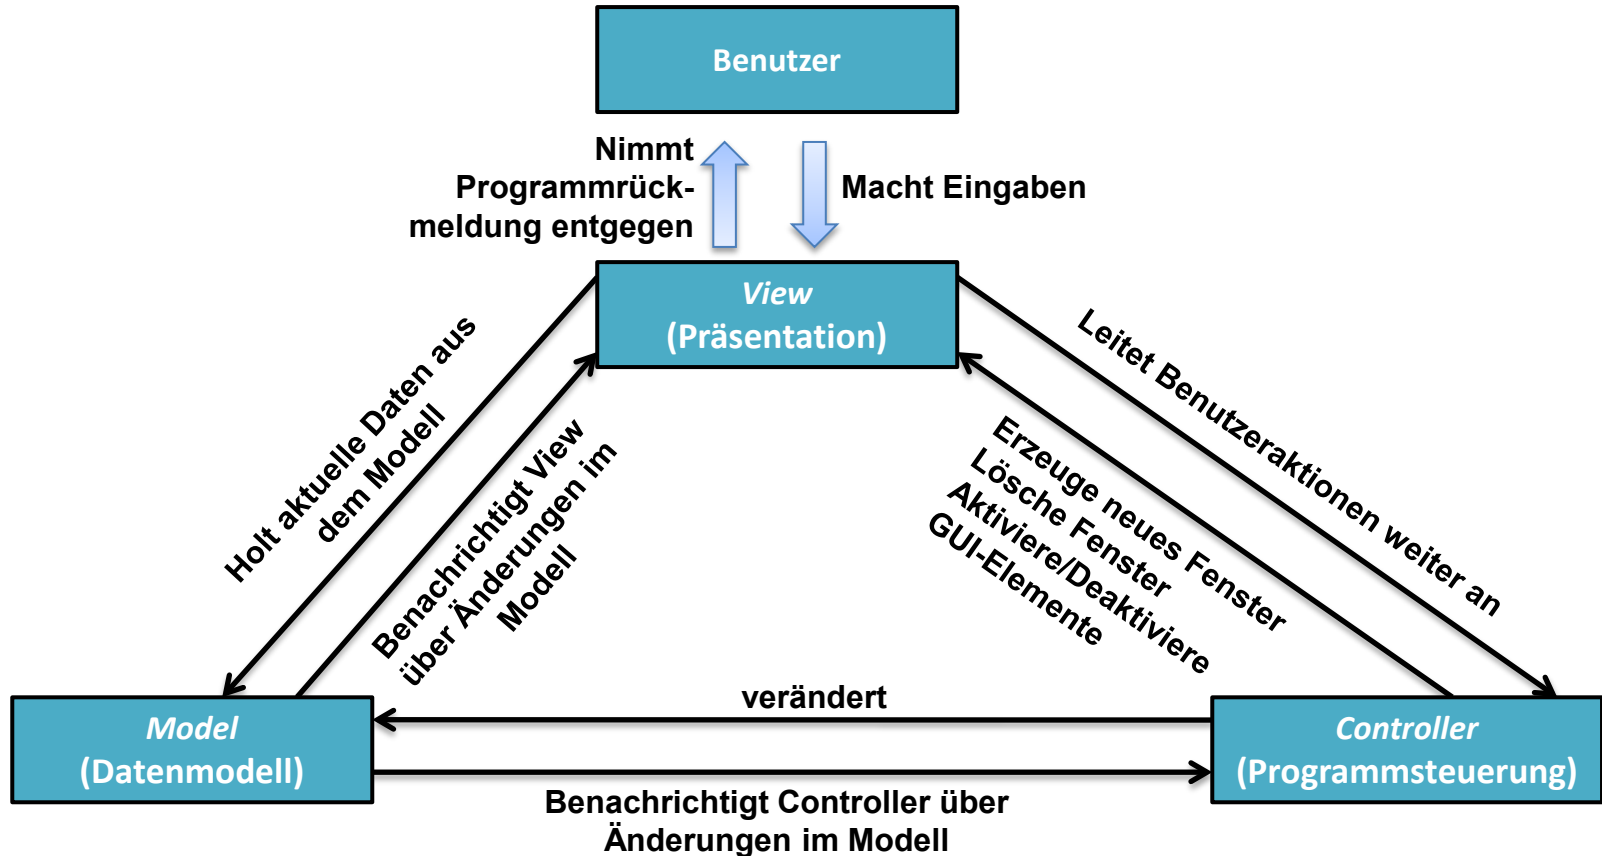 Benutzer
Nimmt
Programmrück-
meldung entgegen
Macht Eingaben
View
(Präsentation)
Holt aktuelle Daten aus
dem Modell
Benachrichtigt View
über Änderungen im
Modell
Leitet Benutzeraktionen weiter an
Erzeuge neues Fenster
Lösche Fenster
Aktiviere/Deaktiviere
GUI-Elemente
verändert
Model
(Datenmodell)
Controller
(Programmsteuerung)
Benachrichtigt Controller über
Änderungen im Modell